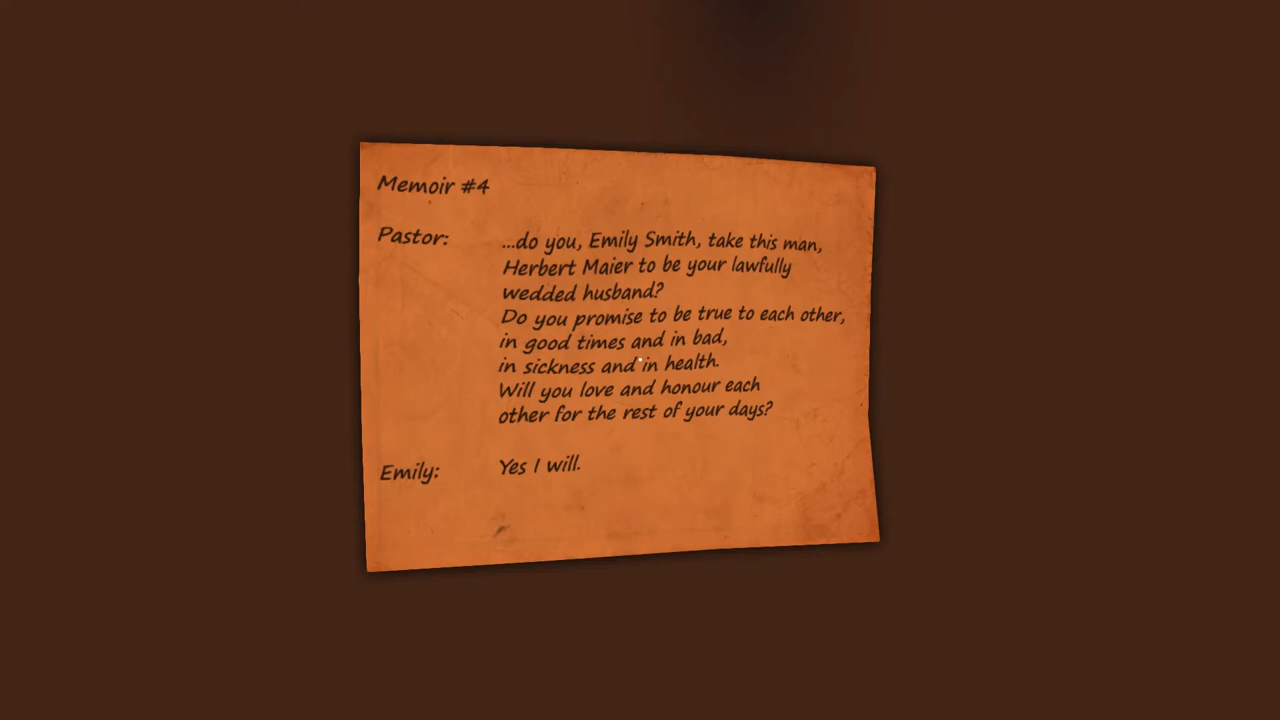 Memoir #4
Pastor: ...do you, Emily Smith, take this man,
Herbert Maier to be your lawfully
wedded husband?
Do you promise to be true to each other,
in good times and in bad,
in sickness and in health.
Will you love and honour each
other for the rest of your days?
Emily: Yes I will.